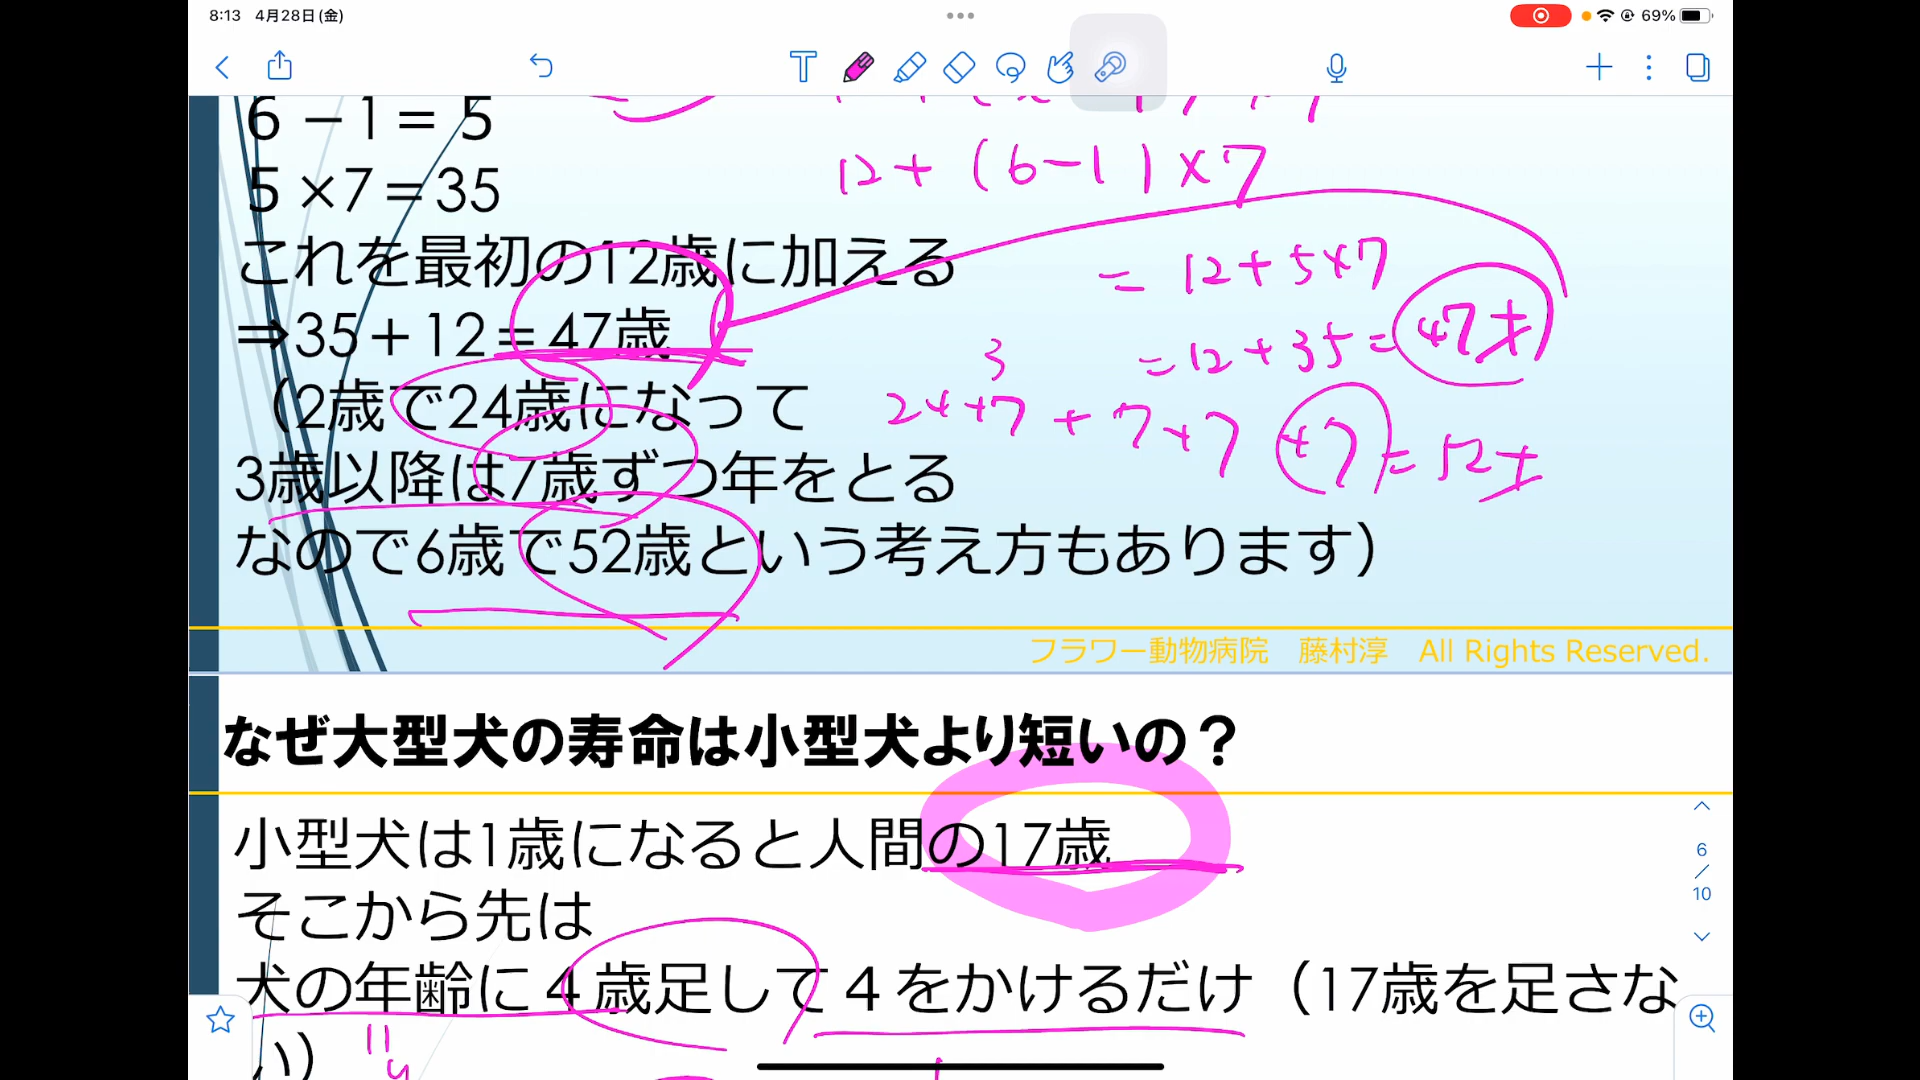 8:13 4月28日(金)
69%
6 −1＝ 5
5 ×7＝35
これを最初の12歳に加える
⇒35＋12＝47歳
（2歳で24歳になって
3歳以降は7歳ずつ年をとる
なので6歳で52歳という考え方もあります）
12+(6-1)×7
=12+5×7
=12+35=47才
3
24+7+7+7+7=52才
フラワー動物病院　藤村淳　All Rights Reserved.
なぜ大型犬の寿命は小型犬より短いの？
小型犬は1歳になると人間の17歳
そこから先は
犬の年齢に４歳足して４をかけるだけ（17歳を足さな
い）
6
/
10